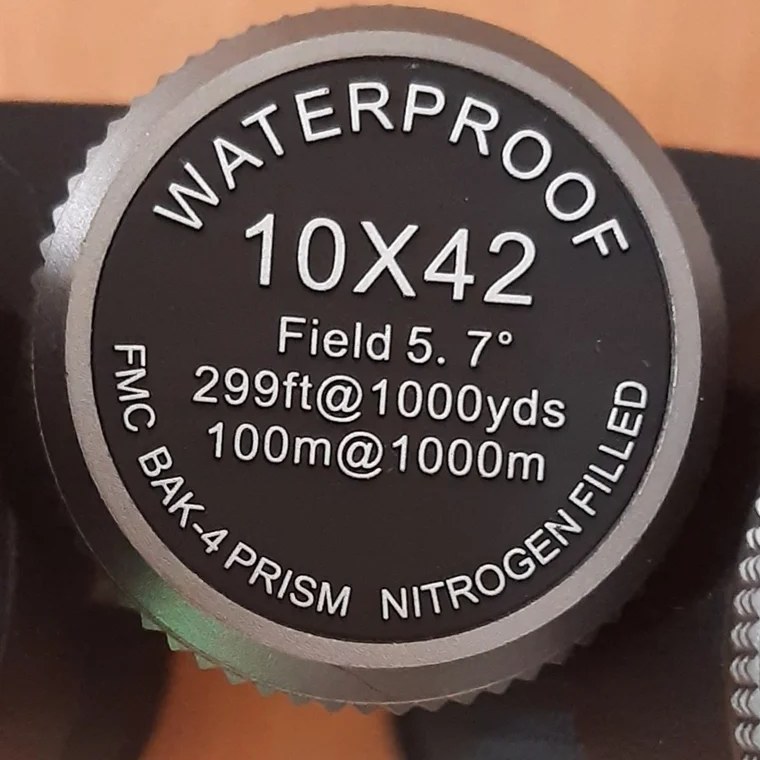 WATERPROOF
10X42
Field 5. 7°
299ft@1000yds
100m@1000m
FMC BAK-4 PRISM NITROGEN FILLED